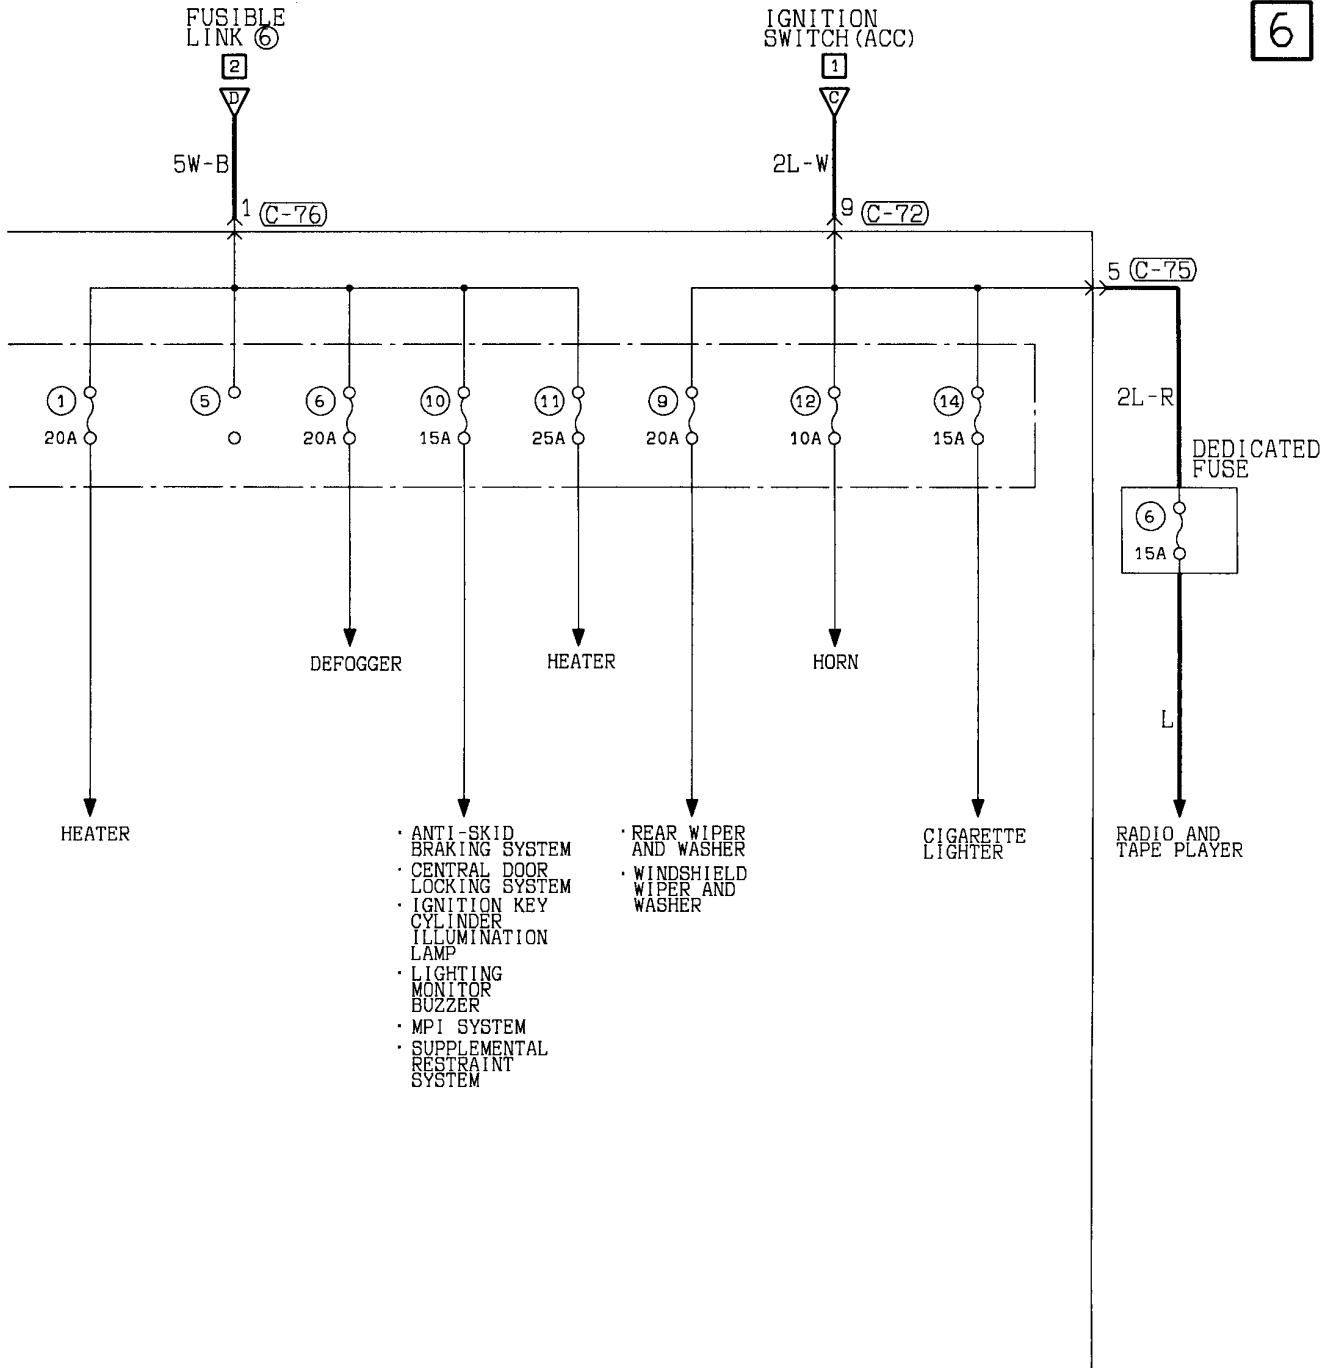 FUSIBLE
LINK ⑥
2
D
5W-B
1 (C-76)
IGNITION
SWITCH(ACC)
1
C
2L-W
9 (C-72)
6
5 (C-75)
2L-R
DEDICATED
FUSE
⑥
15A
L
① 20A
⑤
⑥ 20A
⑩ 15A
⑪ 25A
⑨ 20A
⑫ 10A
⑭ 15A
DEFOGGER
HEATER
HORN
HEATER
· ANTI-SKID
BRAKING SYSTEM
· CENTRAL DOOR
LOCKING SYSTEM
· IGNITION KEY
CYLINDER
ILLUMINATION
LAMP
· LIGHTING
MONITOR
BUZZER
· MPI SYSTEM
· SUPPLEMENTAL
RESTRAINT
SYSTEM
· REAR WIPER
AND WASHER
· WINDSHIELD
WIPER AND
WASHER
CIGARETTE
LIGHTER
RADIO AND
TAPE PLAYER